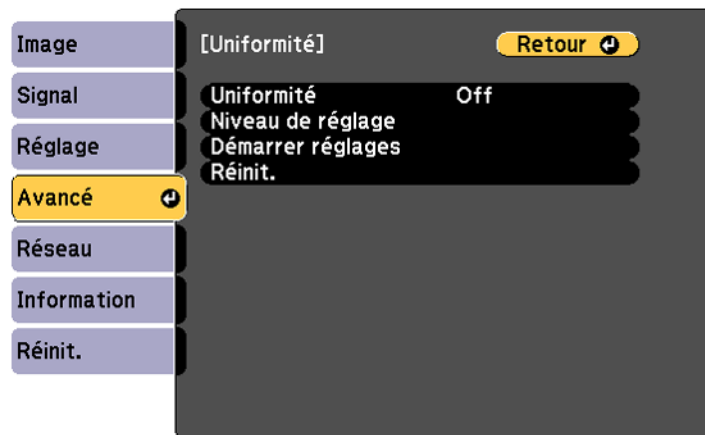 Image
Signal
Réglage
Avancé
Réseau
Information
Réinit.
[Uniformité] Retour
Uniformité Off
Niveau de réglage
Démarrer réglages
Réinit.